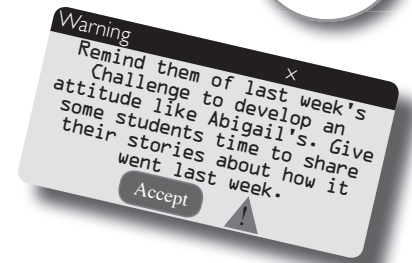 Warning
X
Remind them of last week's
Challenge to develop an
attitude like Abigail's. Give
some students time to share
their stories about how it
went last week.
Accept
!